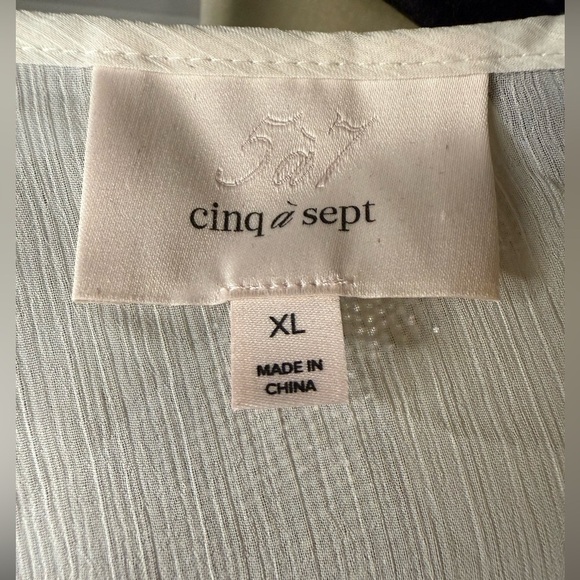 5à7
cinq à sept
XL
MADE IN
CHINA